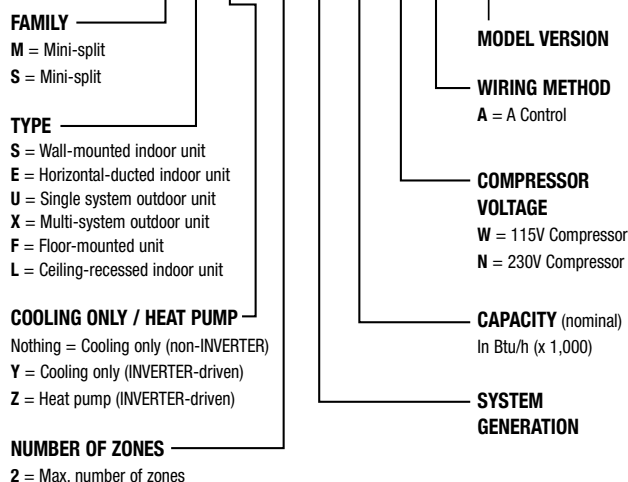 FAMILY
M = Mini-split
S = Mini-split
TYPE
S = Wall-mounted indoor unit
E = Horizontal-ducted indoor unit
U = Single system outdoor unit
X = Multi-system outdoor unit
F = Floor-mounted unit
L = Ceiling-recessed indoor unit
COOLING ONLY / HEAT PUMP
Nothing = Cooling only (non-INVERTER)
Y = Cooling only (INVERTER-driven)
Z = Heat pump (INVERTER-driven)
NUMBER OF ZONES
2 = Max. number of zones
MODEL VERSION
WIRING METHOD
A = A Control
COMPRESSOR
VOLTAGE
W = 115V Compressor
N = 230V Compressor
CAPACITY (nominal)
In Btu/h (x 1,000)
SYSTEM
GENERATION